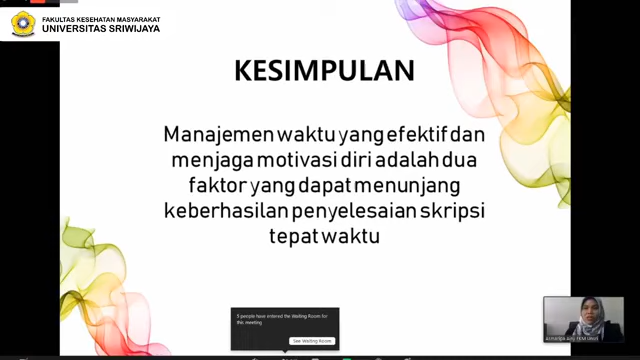 FAKULTAS KESEHATAN MASYARAKAT
UNIVERSITAS SRIWIJAYA
KESIMPULAN
Manajemen waktu yang efektif dan
menjaga motivasi diri adalah dua
faktor yang dapat menunjang
keberhasilan penyelesaian skripsi
tepat waktu
5 people have entered the Waiting Room for
this meeting
See Waiting Room